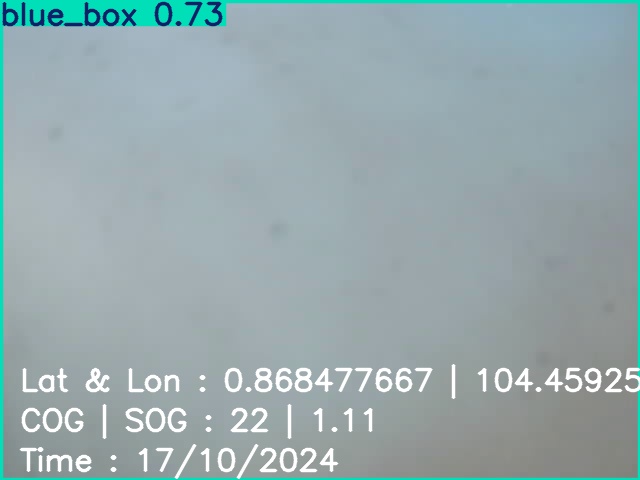 blue_box 0.73
Lat & Lon : 0.868477667 | 104.45925
COG | SOG : 22 | 1.11
Time : 17/10/2024